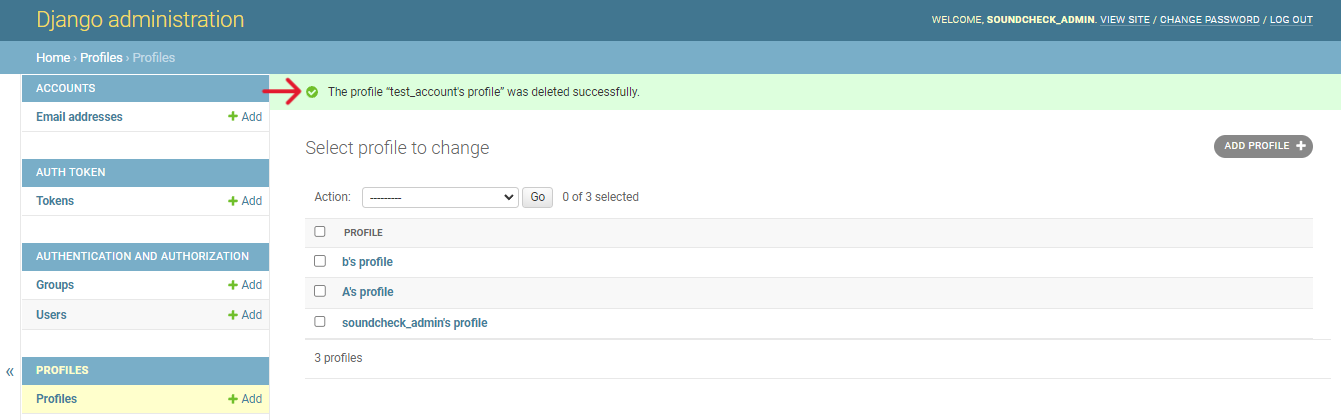 Django administration
WELCOME, SOUNDCHECK_ADMIN. VIEW SITE / CHANGE PASSWORD / LOG OUT
Home › Profiles › Profiles
ACCOUNTS
Email addresses + Add
AUTH TOKEN
Tokens + Add
AUTHENTICATION AND AUTHORIZATION
Groups + Add
Users + Add
PROFILES
Profiles + Add
«
The profile “test_account's profile” was deleted successfully.
Select profile to change
ADD PROFILE +
Action: --------- Go 0 of 3 selected
PROFILE
b's profile
A's profile
soundcheck_admin's profile
3 profiles